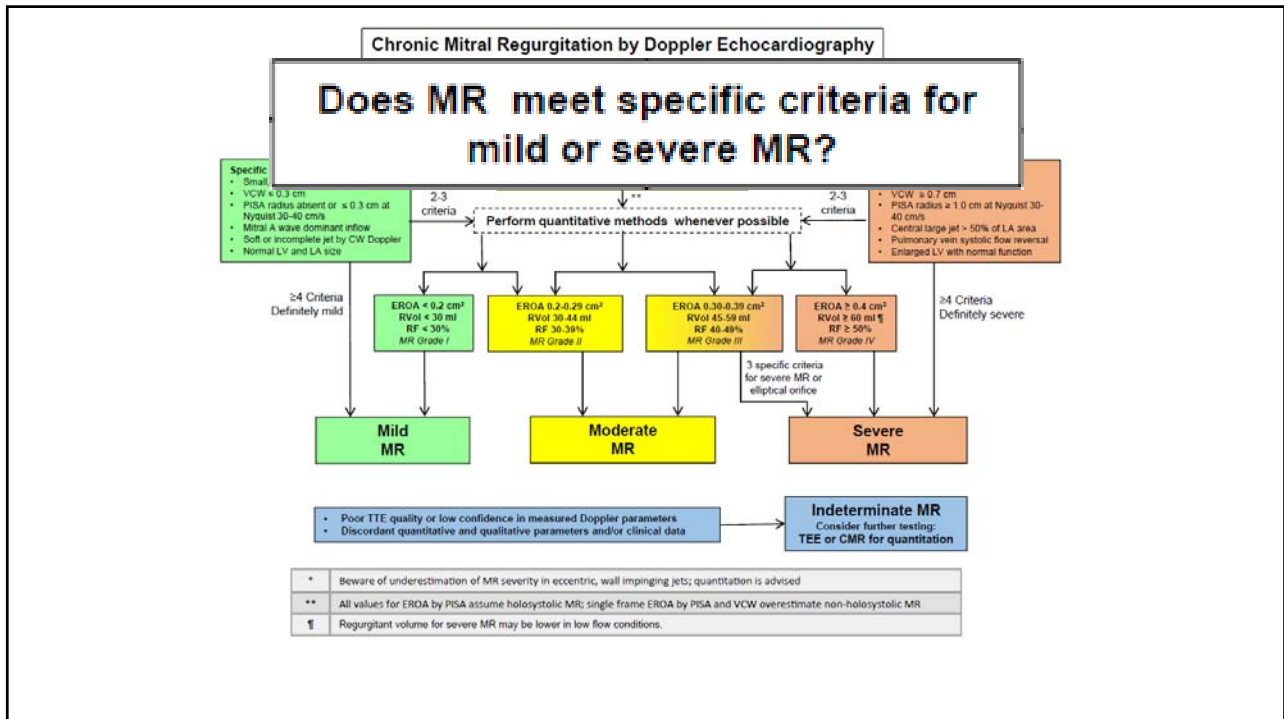 Chronic Mitral Regurgitation by Doppler Echocardiography
Does MR meet specific criteria for
mild or severe MR?
Specific
• Small,
• VCW ≤ 0.3 cm
• PISA radius absent or ≤ 0.3 cm at
Nyquist 30-40 cm/s
• Mitral A wave dominant inflow
• Soft or incomplete jet by CW Doppler
• Normal LV and LA size
2-3
criteria
**
Perform quantitative methods whenever possible
2-3
criteria
• VCW ≥ 0.7 cm
• PISA radius ≥ 1.0 cm at Nyquist 30-
40 cm/s
• Central large jet > 50% of LA area
• Pulmonary vein systolic flow reversal
• Enlarged LV with normal function
≥4 Criteria
Definitely mild
EROA < 0.2 cm²
RVol < 30 ml
RF < 30%
MR Grade I
EROA 0.2-0.29 cm²
RVol 30-44 ml
RF 30-39%
MR Grade II
EROA 0.30-0.39 cm²
RVol 45-59 ml
RF 40-49%
MR Grade III
EROA ≥ 0.4 cm²
RVol ≥ 60 ml ¶
RF ≥ 50%
MR Grade IV
≥4 Criteria
Definitely severe
3 specific criteria
for severe MR or
elliptical orifice
Mild
MR
Moderate
MR
Severe
MR
• Poor TTE quality or low confidence in measured Doppler parameters
• Discordant quantitative and qualitative parameters and/or clinical data
Indeterminate MR
Consider further testing:
TEE or CMR for quantitation
* Beware of underestimation of MR severity in eccentric, wall impinging jets; quantitation is advised
** All values for EROA by PISA assume holosystolic MR; single frame EROA by PISA and VCW overestimate non-holosystolic MR
¶ Regurgitant volume for severe MR may be lower in low flow conditions.